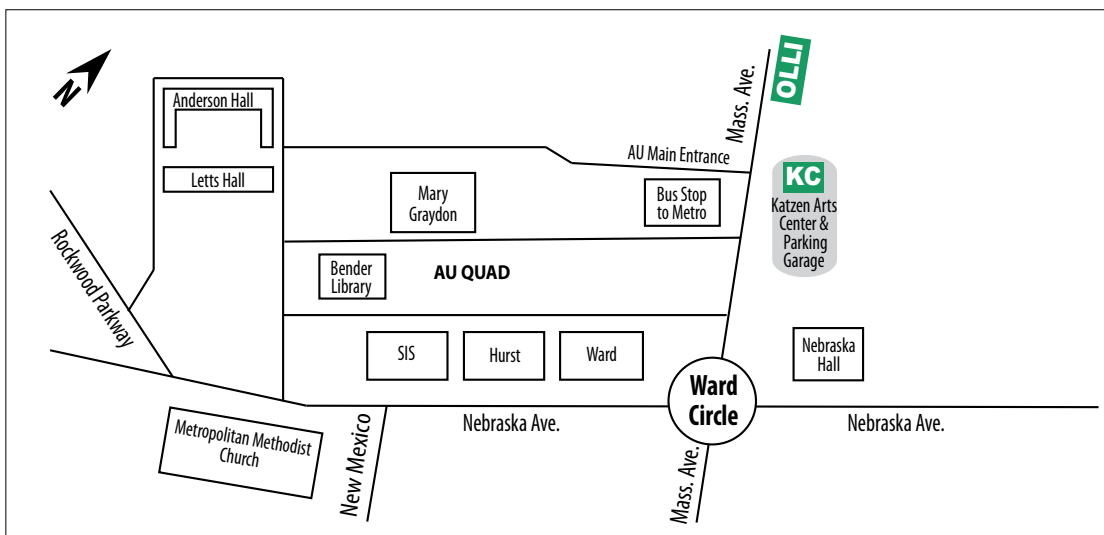 N
OLLI
Mass. Ave.
Anderson Hall
AU Main Entrance
KC
Katzen Arts
Center &
Parking
Garage
Letts Hall
Mary
Graydon
Bus Stop
to Metro
Rockwood Parkway
Bender
Library
AU QUAD
SIS
Hurst
Ward
Nebraska
Hall
Ward
Circle
Nebraska Ave.
Nebraska Ave.
Metropolitan Methodist
Church
New Mexico
Mass. Ave.